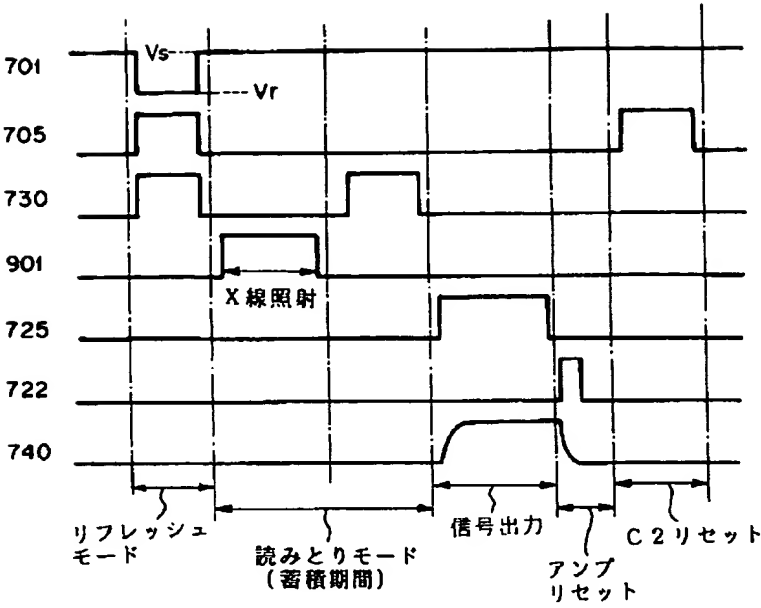 701
Vs
Vr
705
730
901
X線照射
725
722
740
リフレッシュ
モード
読みとりモード
(蓄積期間)
信号出力
アンプ
リセット
C2リセット